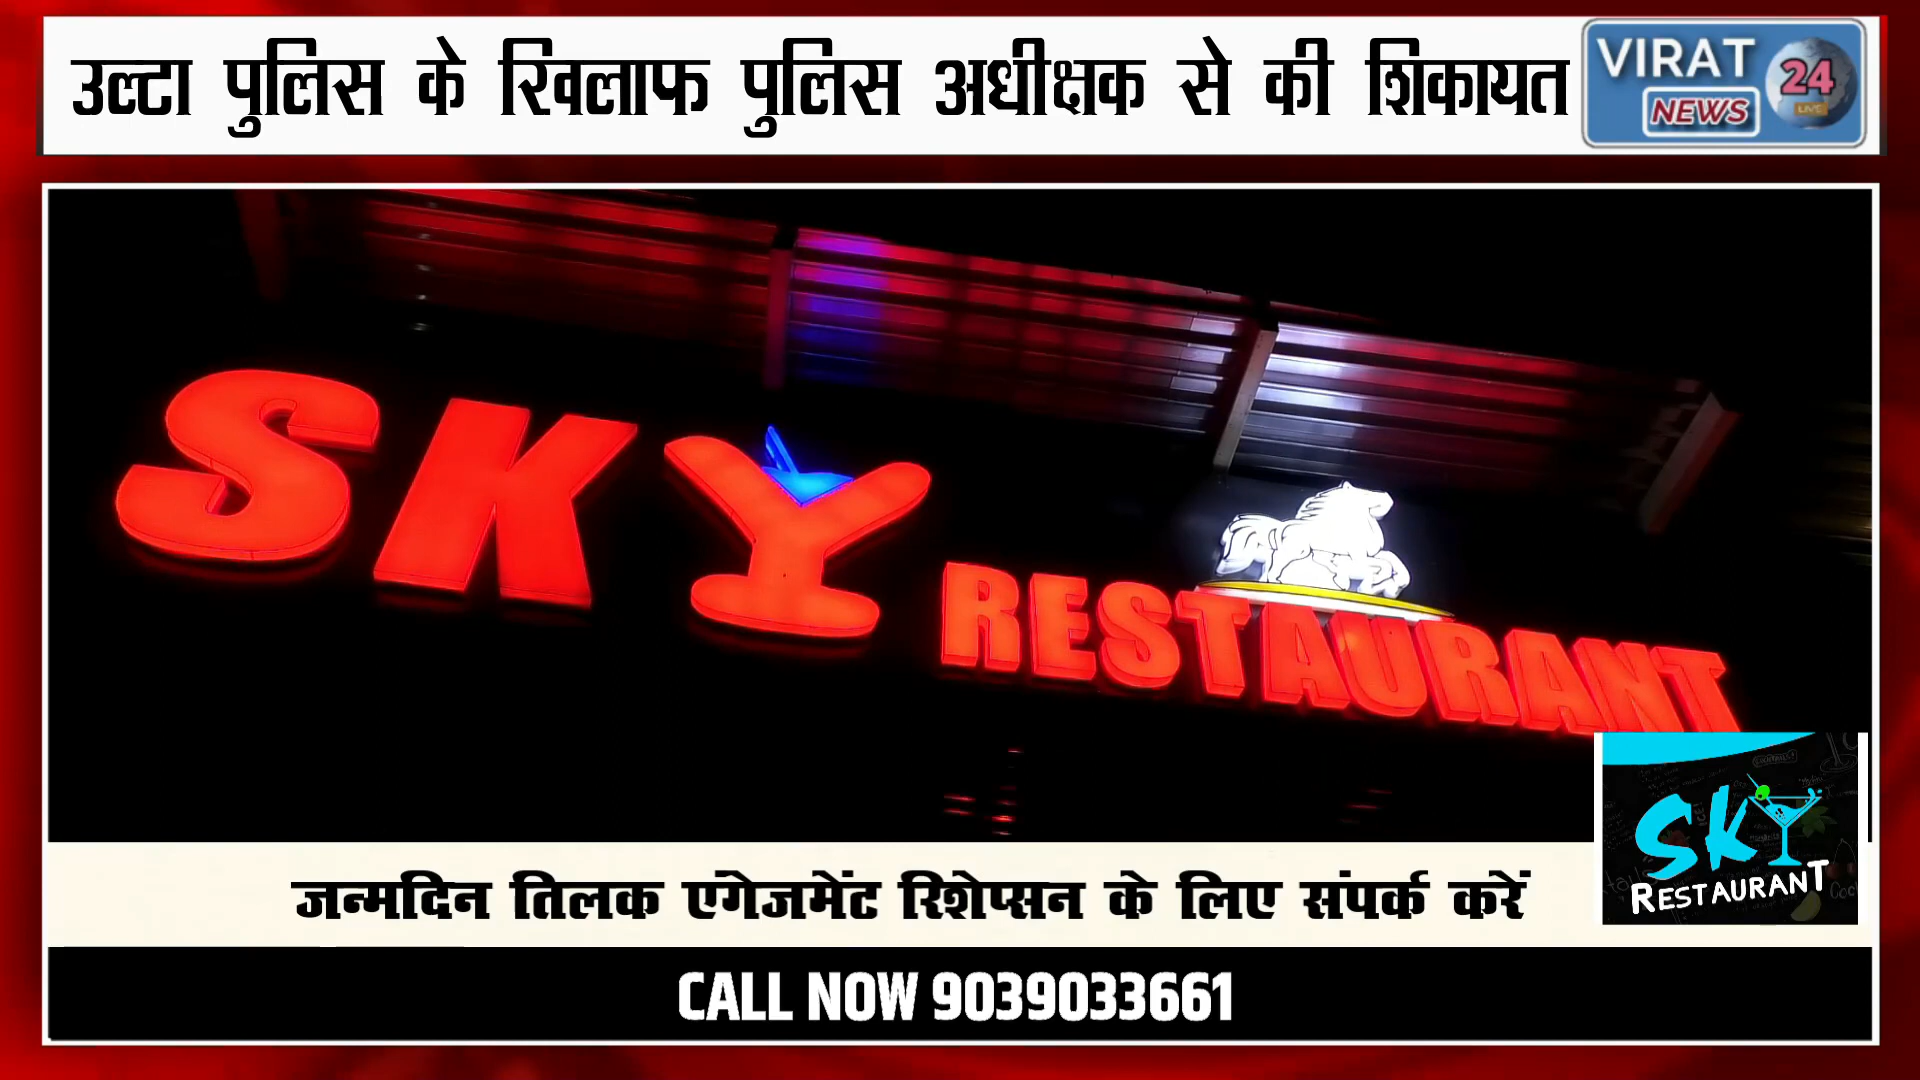 उल्टा पुलिस के खिलाफ पुलिस अधीक्षक से की शिकायत
VIRAT
24
NEWS
LIVE
SKY
RESTAURANT
SKY
RESTAURANT
जन्मदिन तिलक एंगेजमेंट रिशेप्सन के लिए संपर्क करें
CALL NOW 9039033661